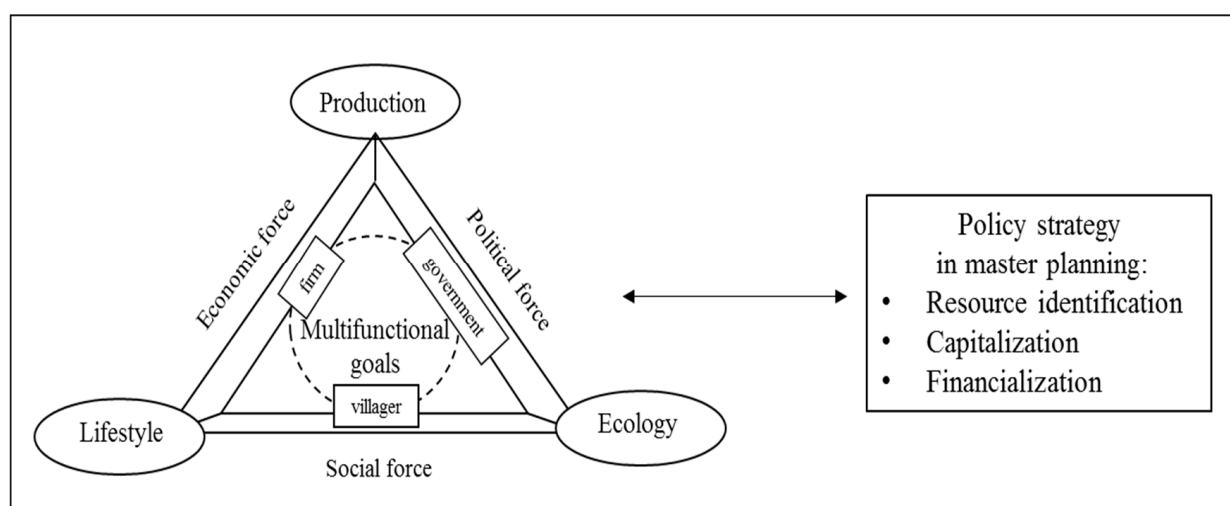 Production
Economic force
Political force
firm
government
Multifunctional
goals
villager
Lifestyle
Ecology
Social force
Policy strategy
in master planning:
• Resource identification
• Capitalization
• Financialization